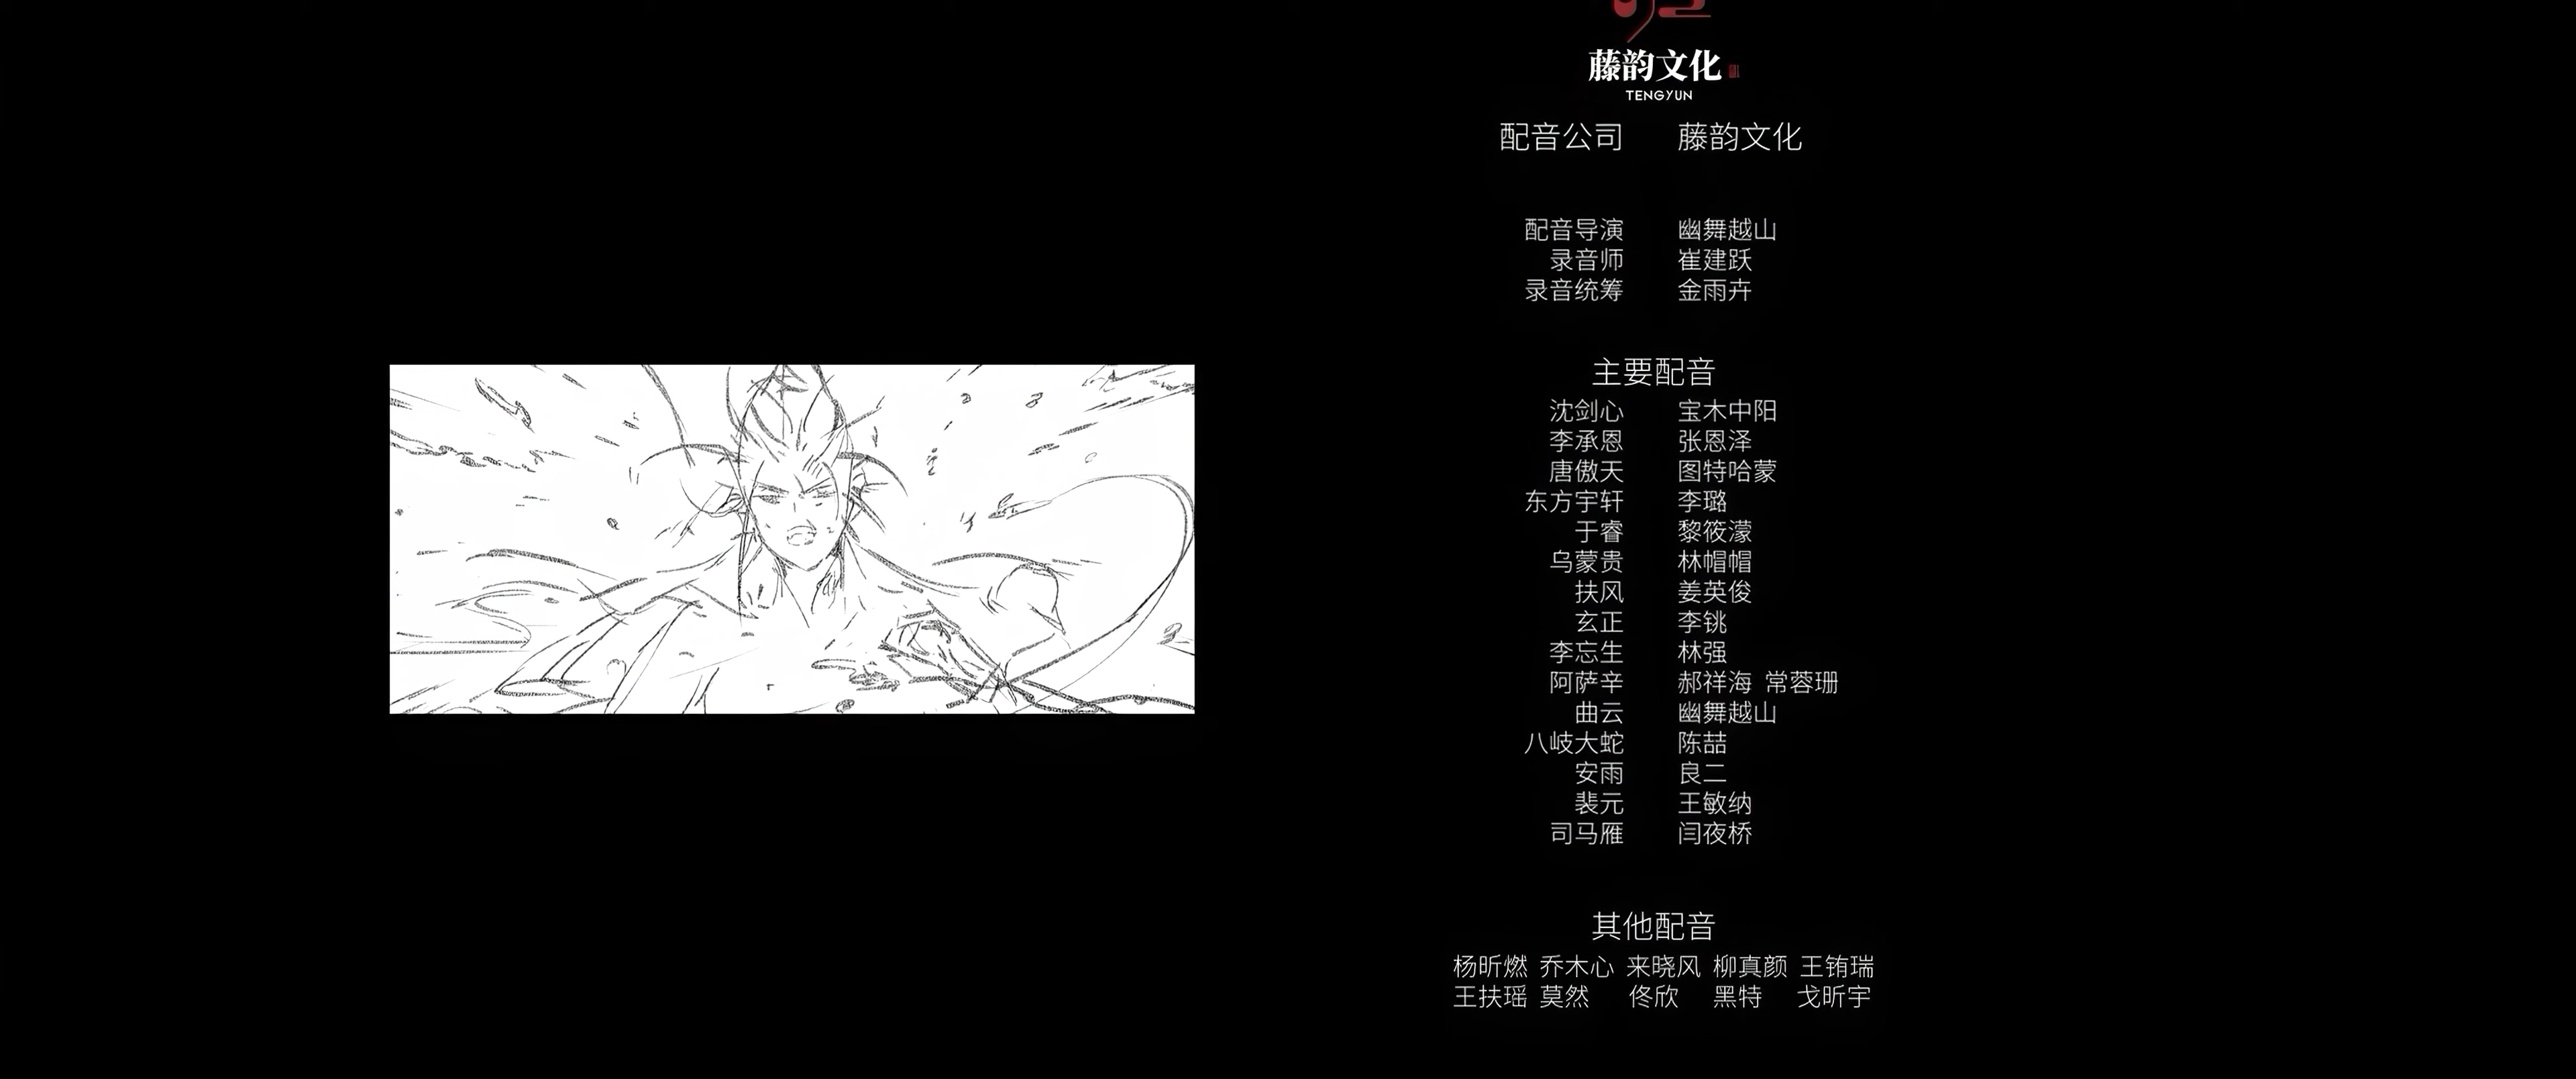 藤韵文化
TENGYUN
配音公司 藤韵文化
配音导演 幽舞越山
录音师 崔建跃
录音统筹 金雨卉
主要配音
沈剑心 宝木中阳
李承恩 张恩泽
唐傲天 图特哈蒙
东方宇轩 李璐
于睿 黎筱濛
乌蒙贵 林帽帽
扶风 姜英俊
玄正 李铫
李忘生 林强
阿萨辛 郝祥海 常蓉珊
曲云 幽舞越山
八岐大蛇 陈喆
安雨 良二
裴元 王敏纳
司马雁 闫夜桥
其他配音
杨昕燃 乔木心 来晓风 柳真颜 王铕瑞
王扶瑶 莫然 佟欣 黑特 戈昕宇